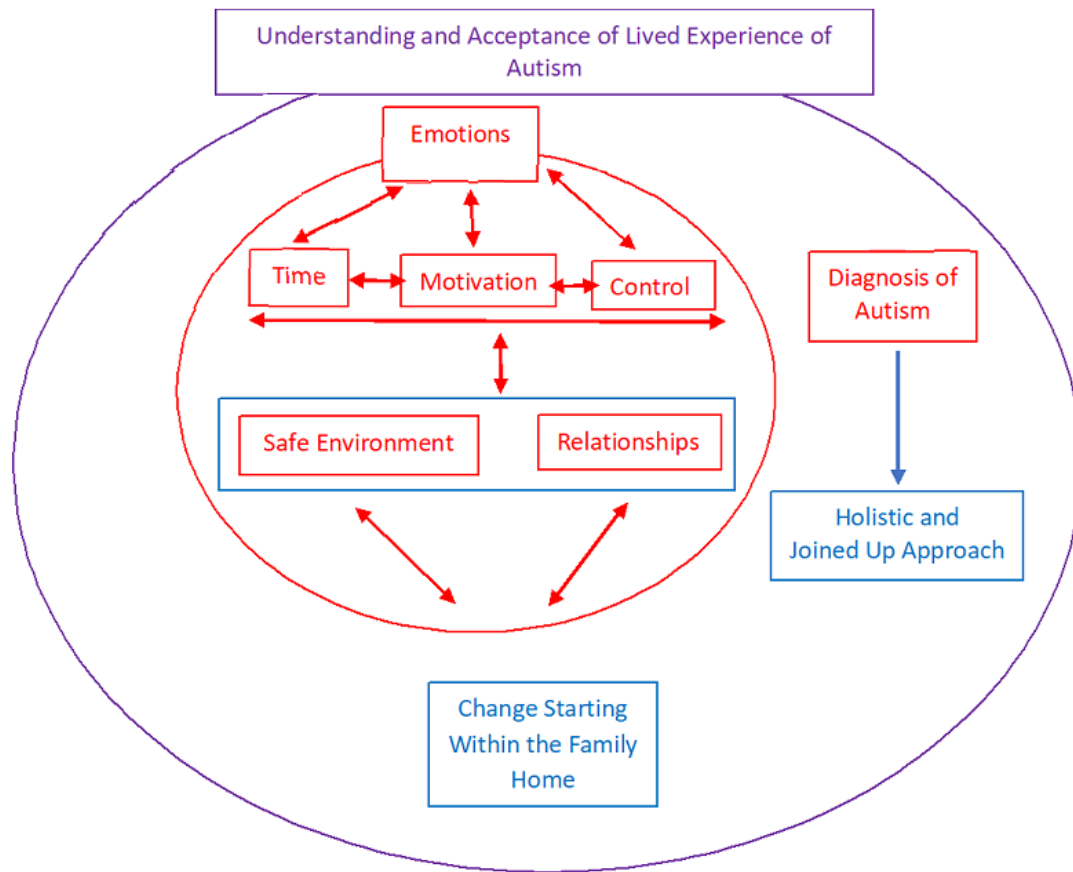 Understanding and Acceptance of Lived Experience of
Autism
Emotions
Time
Motivation
Control
Diagnosis of
Autism
Safe Environment
Relationships
Holistic and
Joined Up Approach
Change Starting
Within the Family
Home